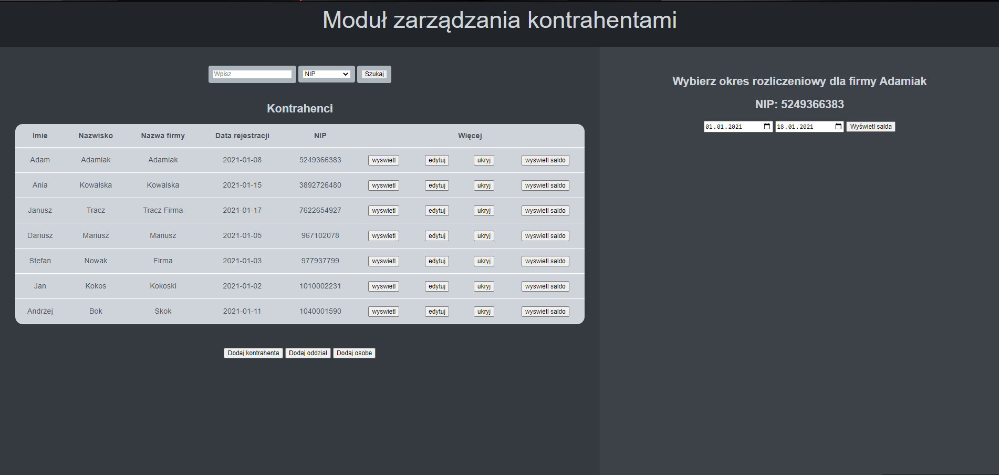 Moduł zarządzania kontrahentami
Wpisz NIP Szukaj
Kontrahenci
Imie Nazwisko Nazwa firmy Data rejestracji NIP Więcej
Adam Adamiak Adamiak 2021-01-08 5249366383 wyswietl edytuj ukryj wyswietl saldo
Ania Kowalska Kowalska 2021-01-15 3892726480 wyswietl edytuj ukryj wyswietl saldo
Janusz Tracz Tracz Firma 2021-01-17 7622654927 wyswietl edytuj ukryj wyswietl saldo
Dariusz Mariusz Mariusz 2021-01-05 967102078 wyswietl edytuj ukryj wyswietl saldo
Stefan Nowak Firma 2021-01-03 977937799 wyswietl edytuj ukryj wyswietl saldo
Jan Kokos Kokoski 2021-01-02 1010002231 wyswietl edytuj ukryj wyswietl saldo
Andrzej Bok Skok 2021-01-11 1040001590 wyswietl edytuj ukryj wyswietl saldo
Dodaj kontrahenta Dodaj oddzial Dodaj osobe
Wybierz okres rozliczeniowy dla firmy Adamiak
NIP: 5249366383
01.01.2021 18.01.2021 Wyświetl salda